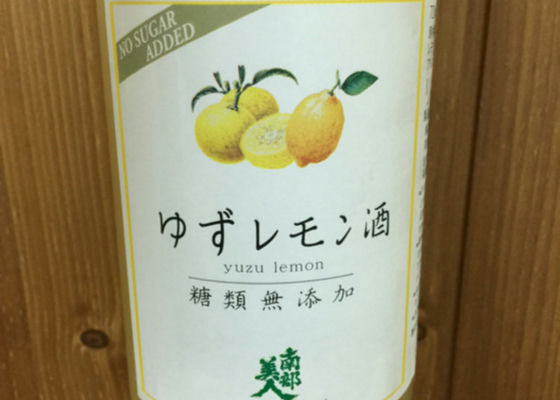 NO SUGAR
ADDED
ゆずレモン酒
yuzu lemon
糖類無添加
南部
美人